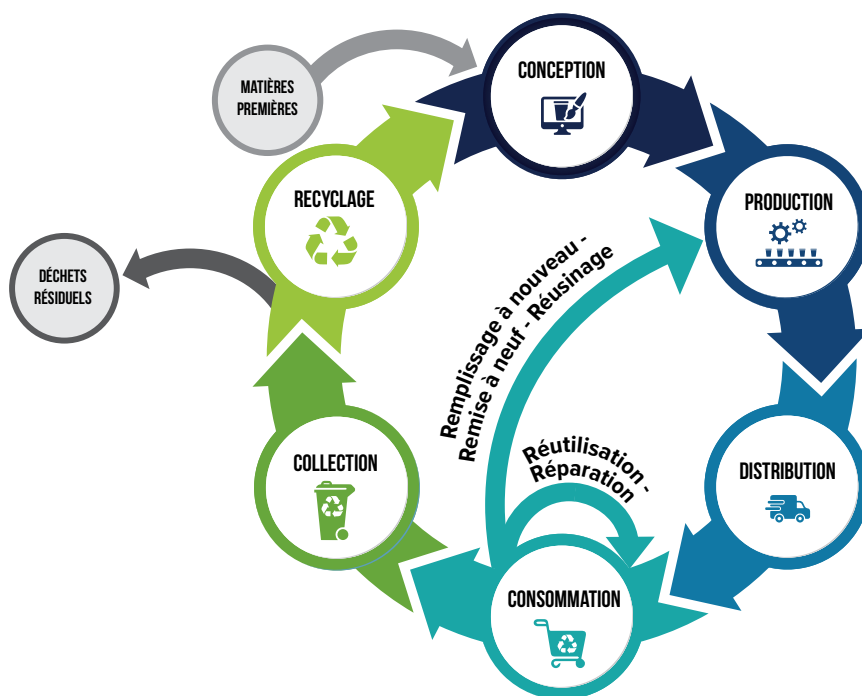 CONCEPTION
MATIÈRES
PREMIÈRES
RECYCLAGE
PRODUCTION
DÉCHETS
RÉSIDUELS
Remplissage à nouveau -
Remise à neuf - Réusinage
Réutilisation -
Réparation
COLLECTION
DISTRIBUTION
CONSOMMATION